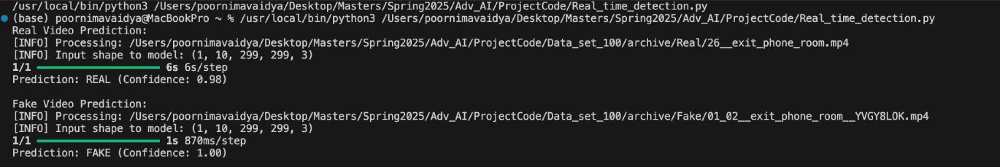 /usr/local/bin/python3 /Users/poornimavaidya/Desktop/Masters/Spring2025/Adv_AI/ProjectCode/Real_time_detection.py
(base) poornimavaidya@MacBookPro ~ % /usr/local/bin/python3 /Users/poornimavaidya/Desktop/Masters/Spring2025/Adv_AI/ProjectCode/Real_time_detection.py
Real Video Prediction:
[INFO] Processing: /Users/poornimavaidya/Desktop/Masters/Spring2025/Adv_AI/ProjectCode/Data_set_100/archive/Real/26__exit_phone_room.mp4
[INFO] Input shape to model: (1, 10, 299, 299, 3)
1/1 6s 6s/step
Prediction: REAL (Confidence: 0.98)
Fake Video Prediction:
[INFO] Processing: /Users/poornimavaidya/Desktop/Masters/Spring2025/Adv_AI/ProjectCode/Data_set_100/archive/Fake/01_02__exit_phone_room__YVGY8LOK.mp4
[INFO] Input shape to model: (1, 10, 299, 299, 3)
1/1 1s 870ms/step
Prediction: FAKE (Confidence: 1.00)